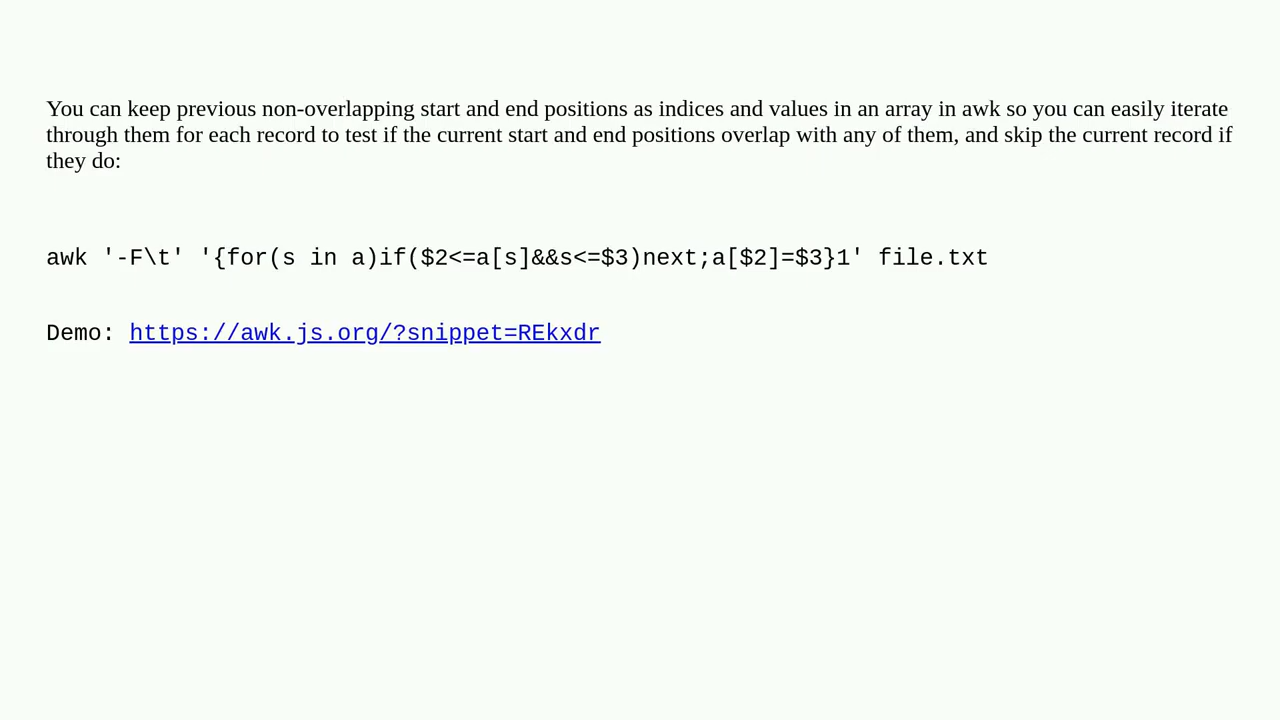 You can keep previous non-overlapping start and end positions as indices and values in an array in awk so you can easily iterate
through them for each record to test if the current start and end positions overlap with any of them, and skip the current record if
they do:
awk '-F\t' '{for(s in a)if($2<=a[s]&&s<=$3)next;a[$2]=$3}1' file.txt
Demo: https://awk.js.org/?snippet=REkxdr